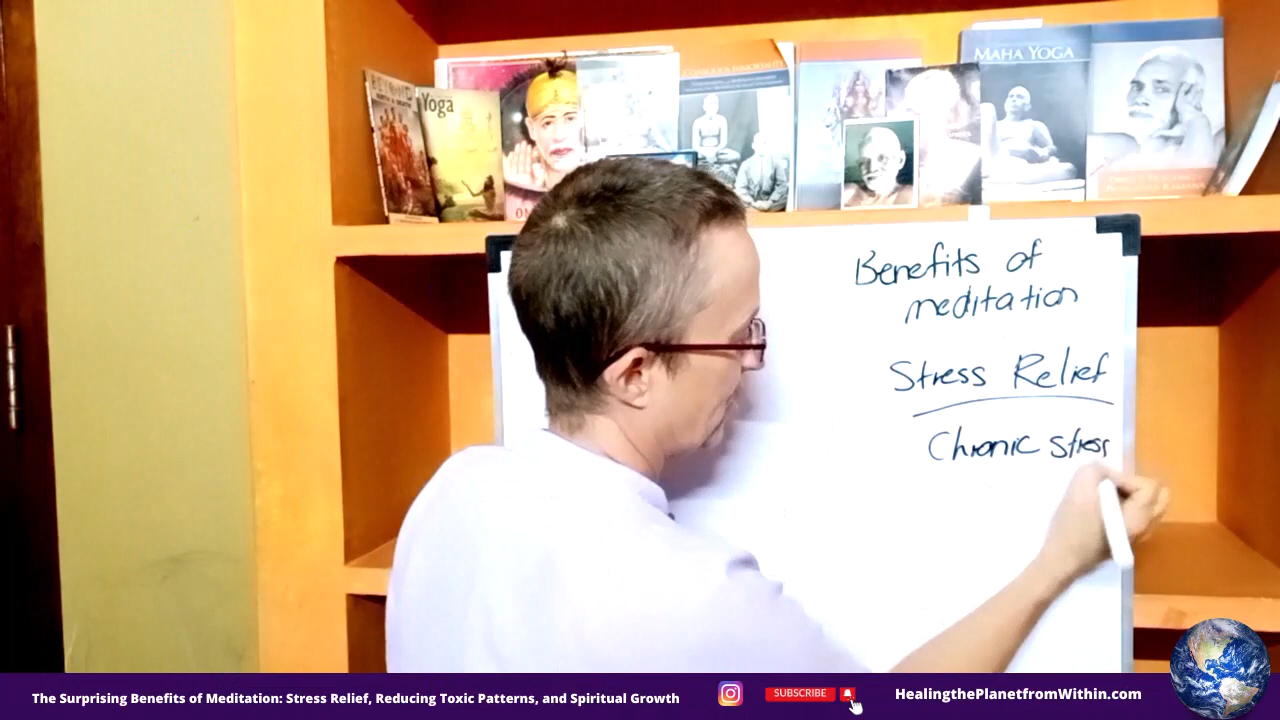 MAHA YOGA
Yoga
Benefits of
meditation
Stress Relief
Chronic stress
The Surprising Benefits of Meditation: Stress Relief, Reducing Toxic Patterns, and Spiritual Growth
SUBSCRIBE
HealingthePlanetfromWithin.com